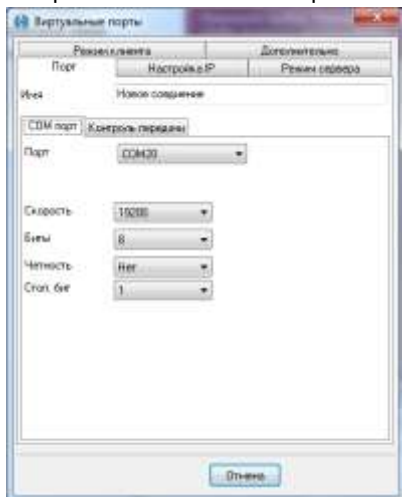 Виртуальные порты
Режим клиента Дополнительно
Порт Настройка IP Режим сервера
Имя Новое соединение
COM порт Контроль передачи
Порт COM20
Скорость 19200
Биты 8
Четность Нет
Стоп. бит 1
Отмена